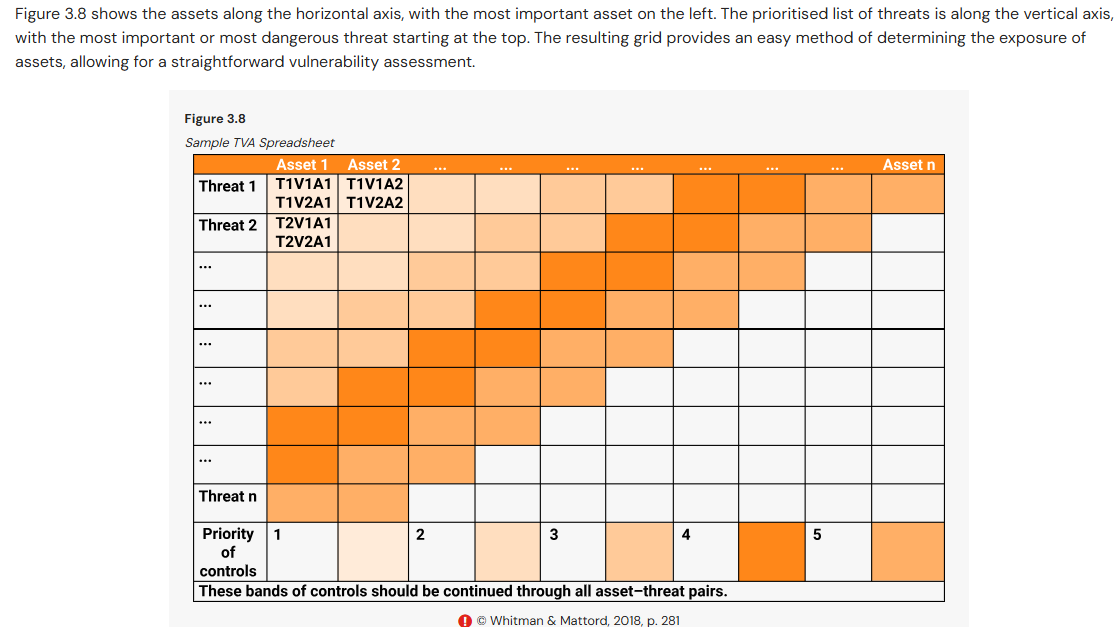 Figure 3.8 shows the assets along the horizontal axis, with the most important asset on the left. The prioritised list of threats is along the vertical axis,
with the most important or most dangerous threat starting at the top. The resulting grid provides an easy method of determining the exposure of
assets, allowing for a straightforward vulnerability assessment.
Figure 3.8
Sample TVA Spreadsheet
Asset 1 Asset 2 ... ... ... ... ... ... ... Asset n
Threat 1 T1V1A1 T1V1A2
T1V2A1 T1V2A2
Threat 2 T2V1A1
T2V2A1
...
...
...
...
...
...
Threat n
Priority 1 2 3 4 5
of
controls
These bands of controls should be continued through all asset–threat pairs.
! © Whitman & Mattord, 2018, p. 281